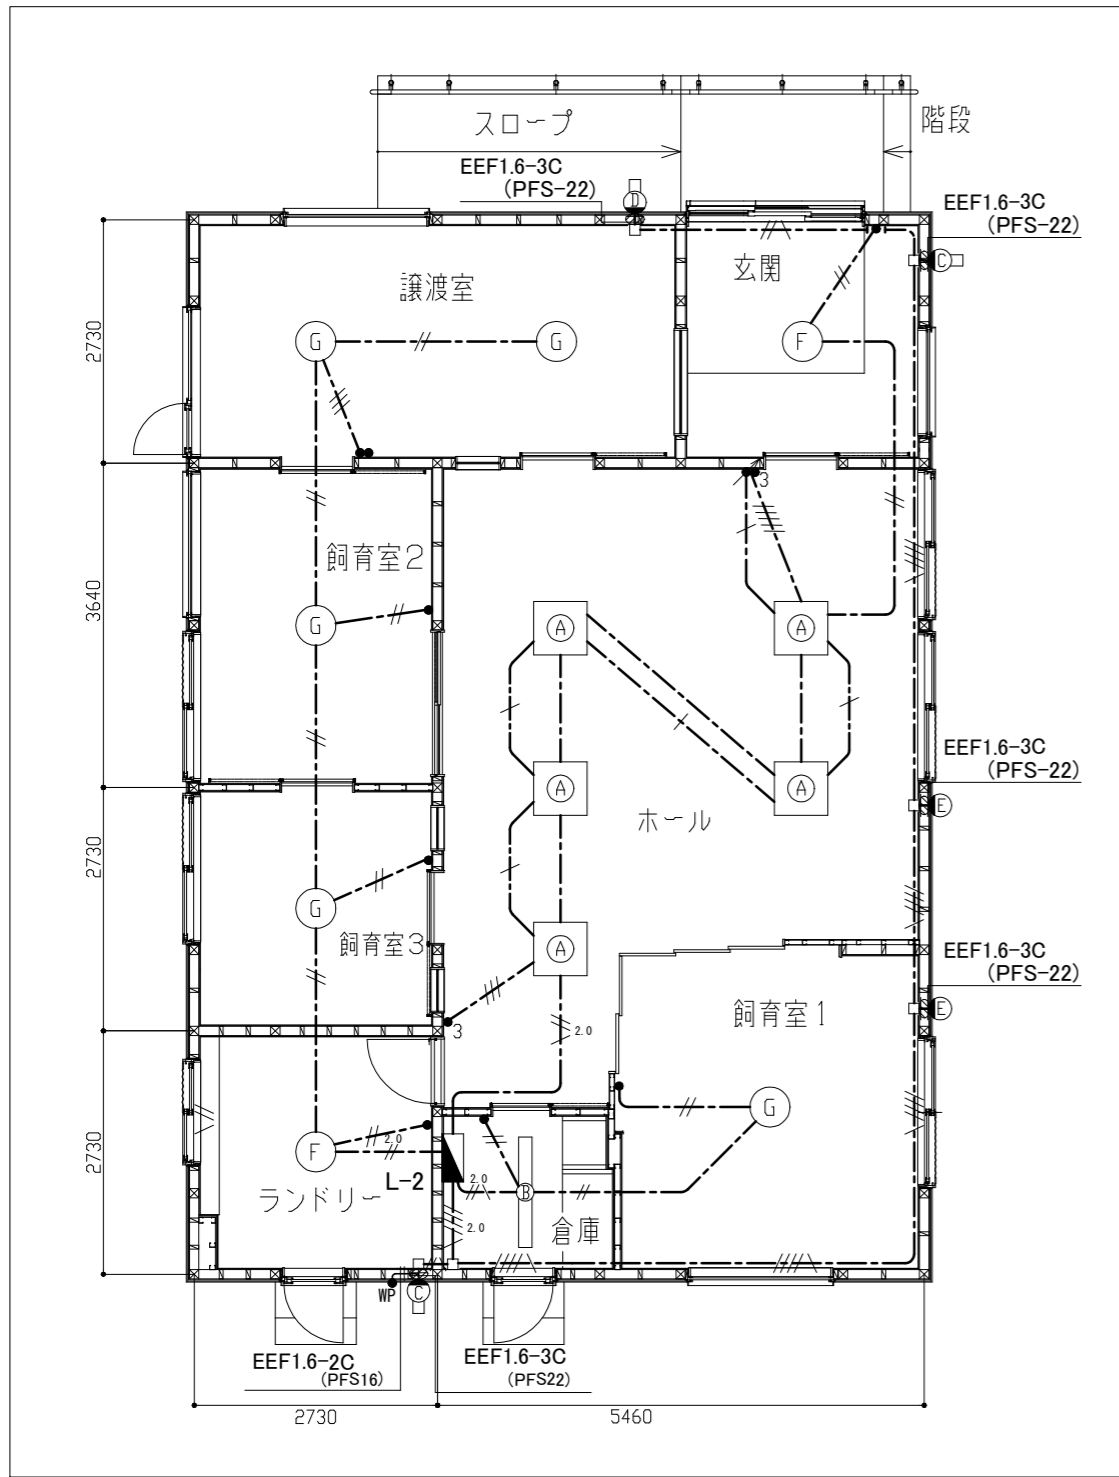 スロープ
階段
EEF1.6-3C
(PFS-22)
D
EEF1.6-3C
(PFS-22)
C
玄関
譲渡室
G
G
F
2730
3
飼育室2
3640
G
A
A
A
A
ホール
EEF1.6-3C
(PFS-22)
E
2730
G
飼育室3
A
EEF1.6-3C
(PFS-22)
E
飼育室1
3
2.0
G
2730
F
2.0
L-2
2.0
B
ランドリー
2.0
倉庫
WP
C
EEF1.6-2C
(PFS16)
EEF1.6-3C
(PFS22)
2730
5460